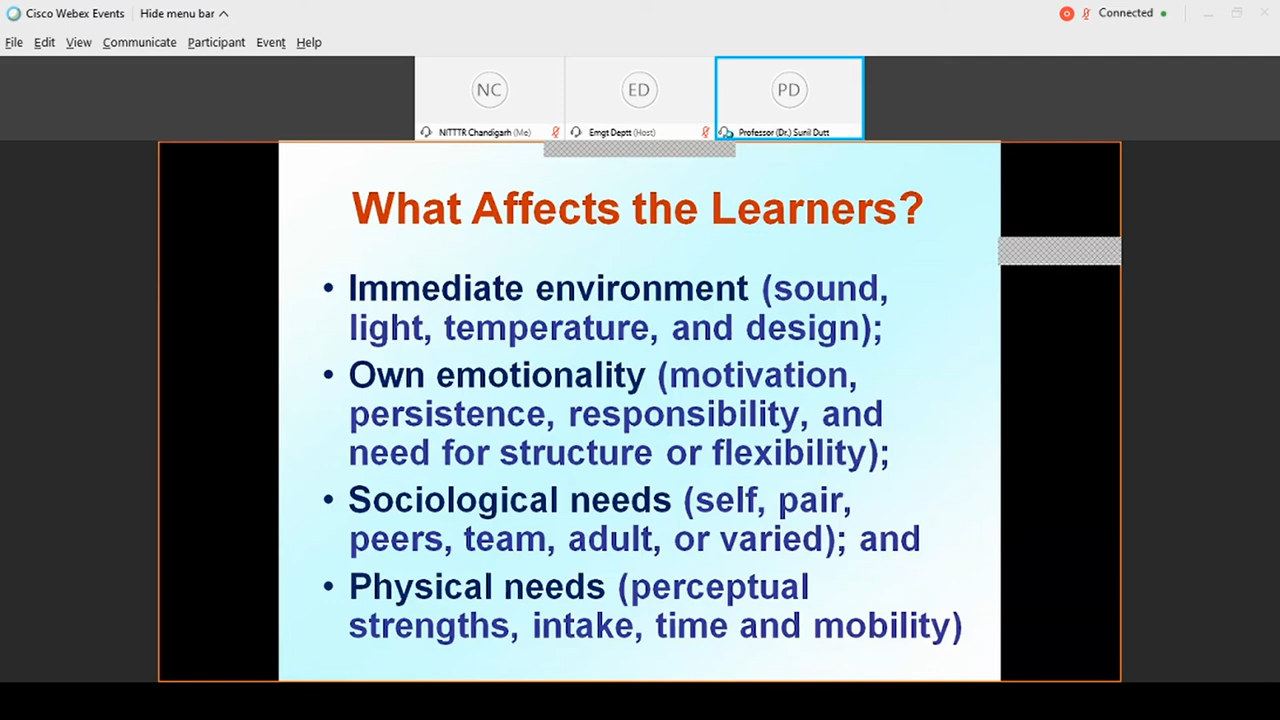 Cisco Webex Events Hide menu bar Connected
File Edit View Communicate Participant Event Help
NC ED PD
NITTTR Chandigarh (Me) Emgt Deptt (Host) Professor (Dr.) Sunil Dutt
What Affects the Learners?
• Immediate environment (sound,
light, temperature, and design);
• Own emotionality (motivation,
persistence, responsibility, and
need for structure or flexibility);
• Sociological needs (self, pair,
peers, team, adult, or varied); and
• Physical needs (perceptual
strengths, intake, time and mobility)